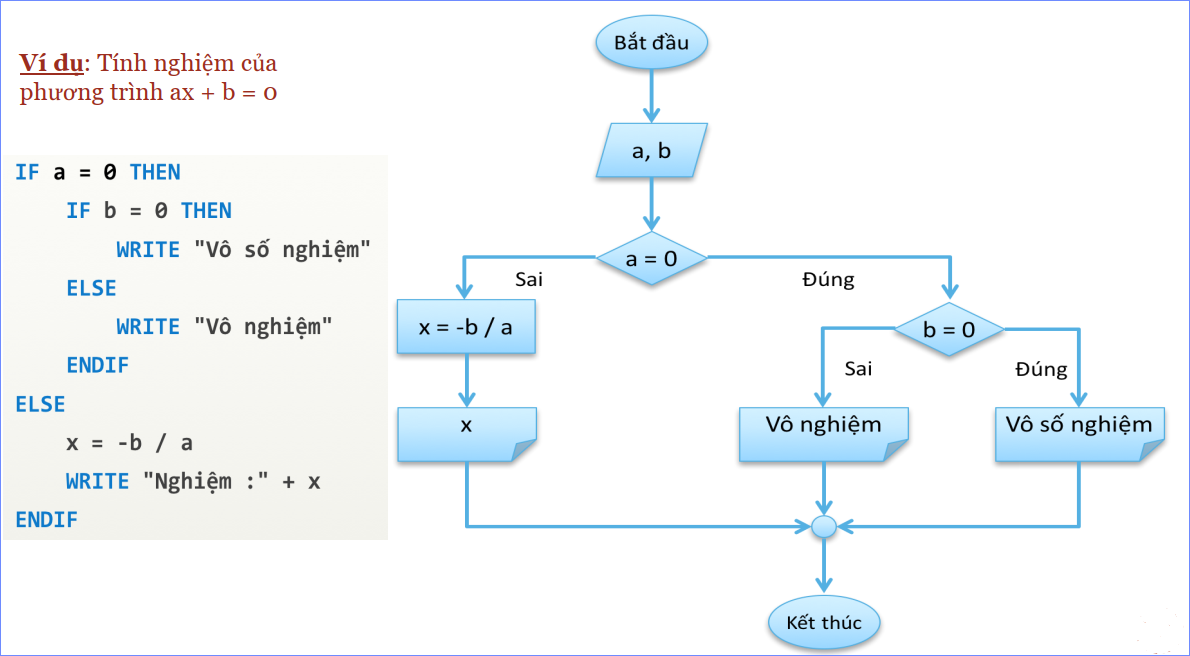 Ví dụ: Tính nghiệm của
phương trình ax + b = 0
IF a = 0 THEN
IF b = 0 THEN
WRITE "Vô số nghiệm"
ELSE
WRITE "Vô nghiệm"
ENDIF
ELSE
x = -b / a
WRITE "Nghiệm :" + x
ENDIF
Bắt đầu
a, b
a = 0
Sai
Đúng
x = -b / a
b = 0
Sai
Đúng
x
Vô nghiệm
Vô số nghiệm
Kết thúc